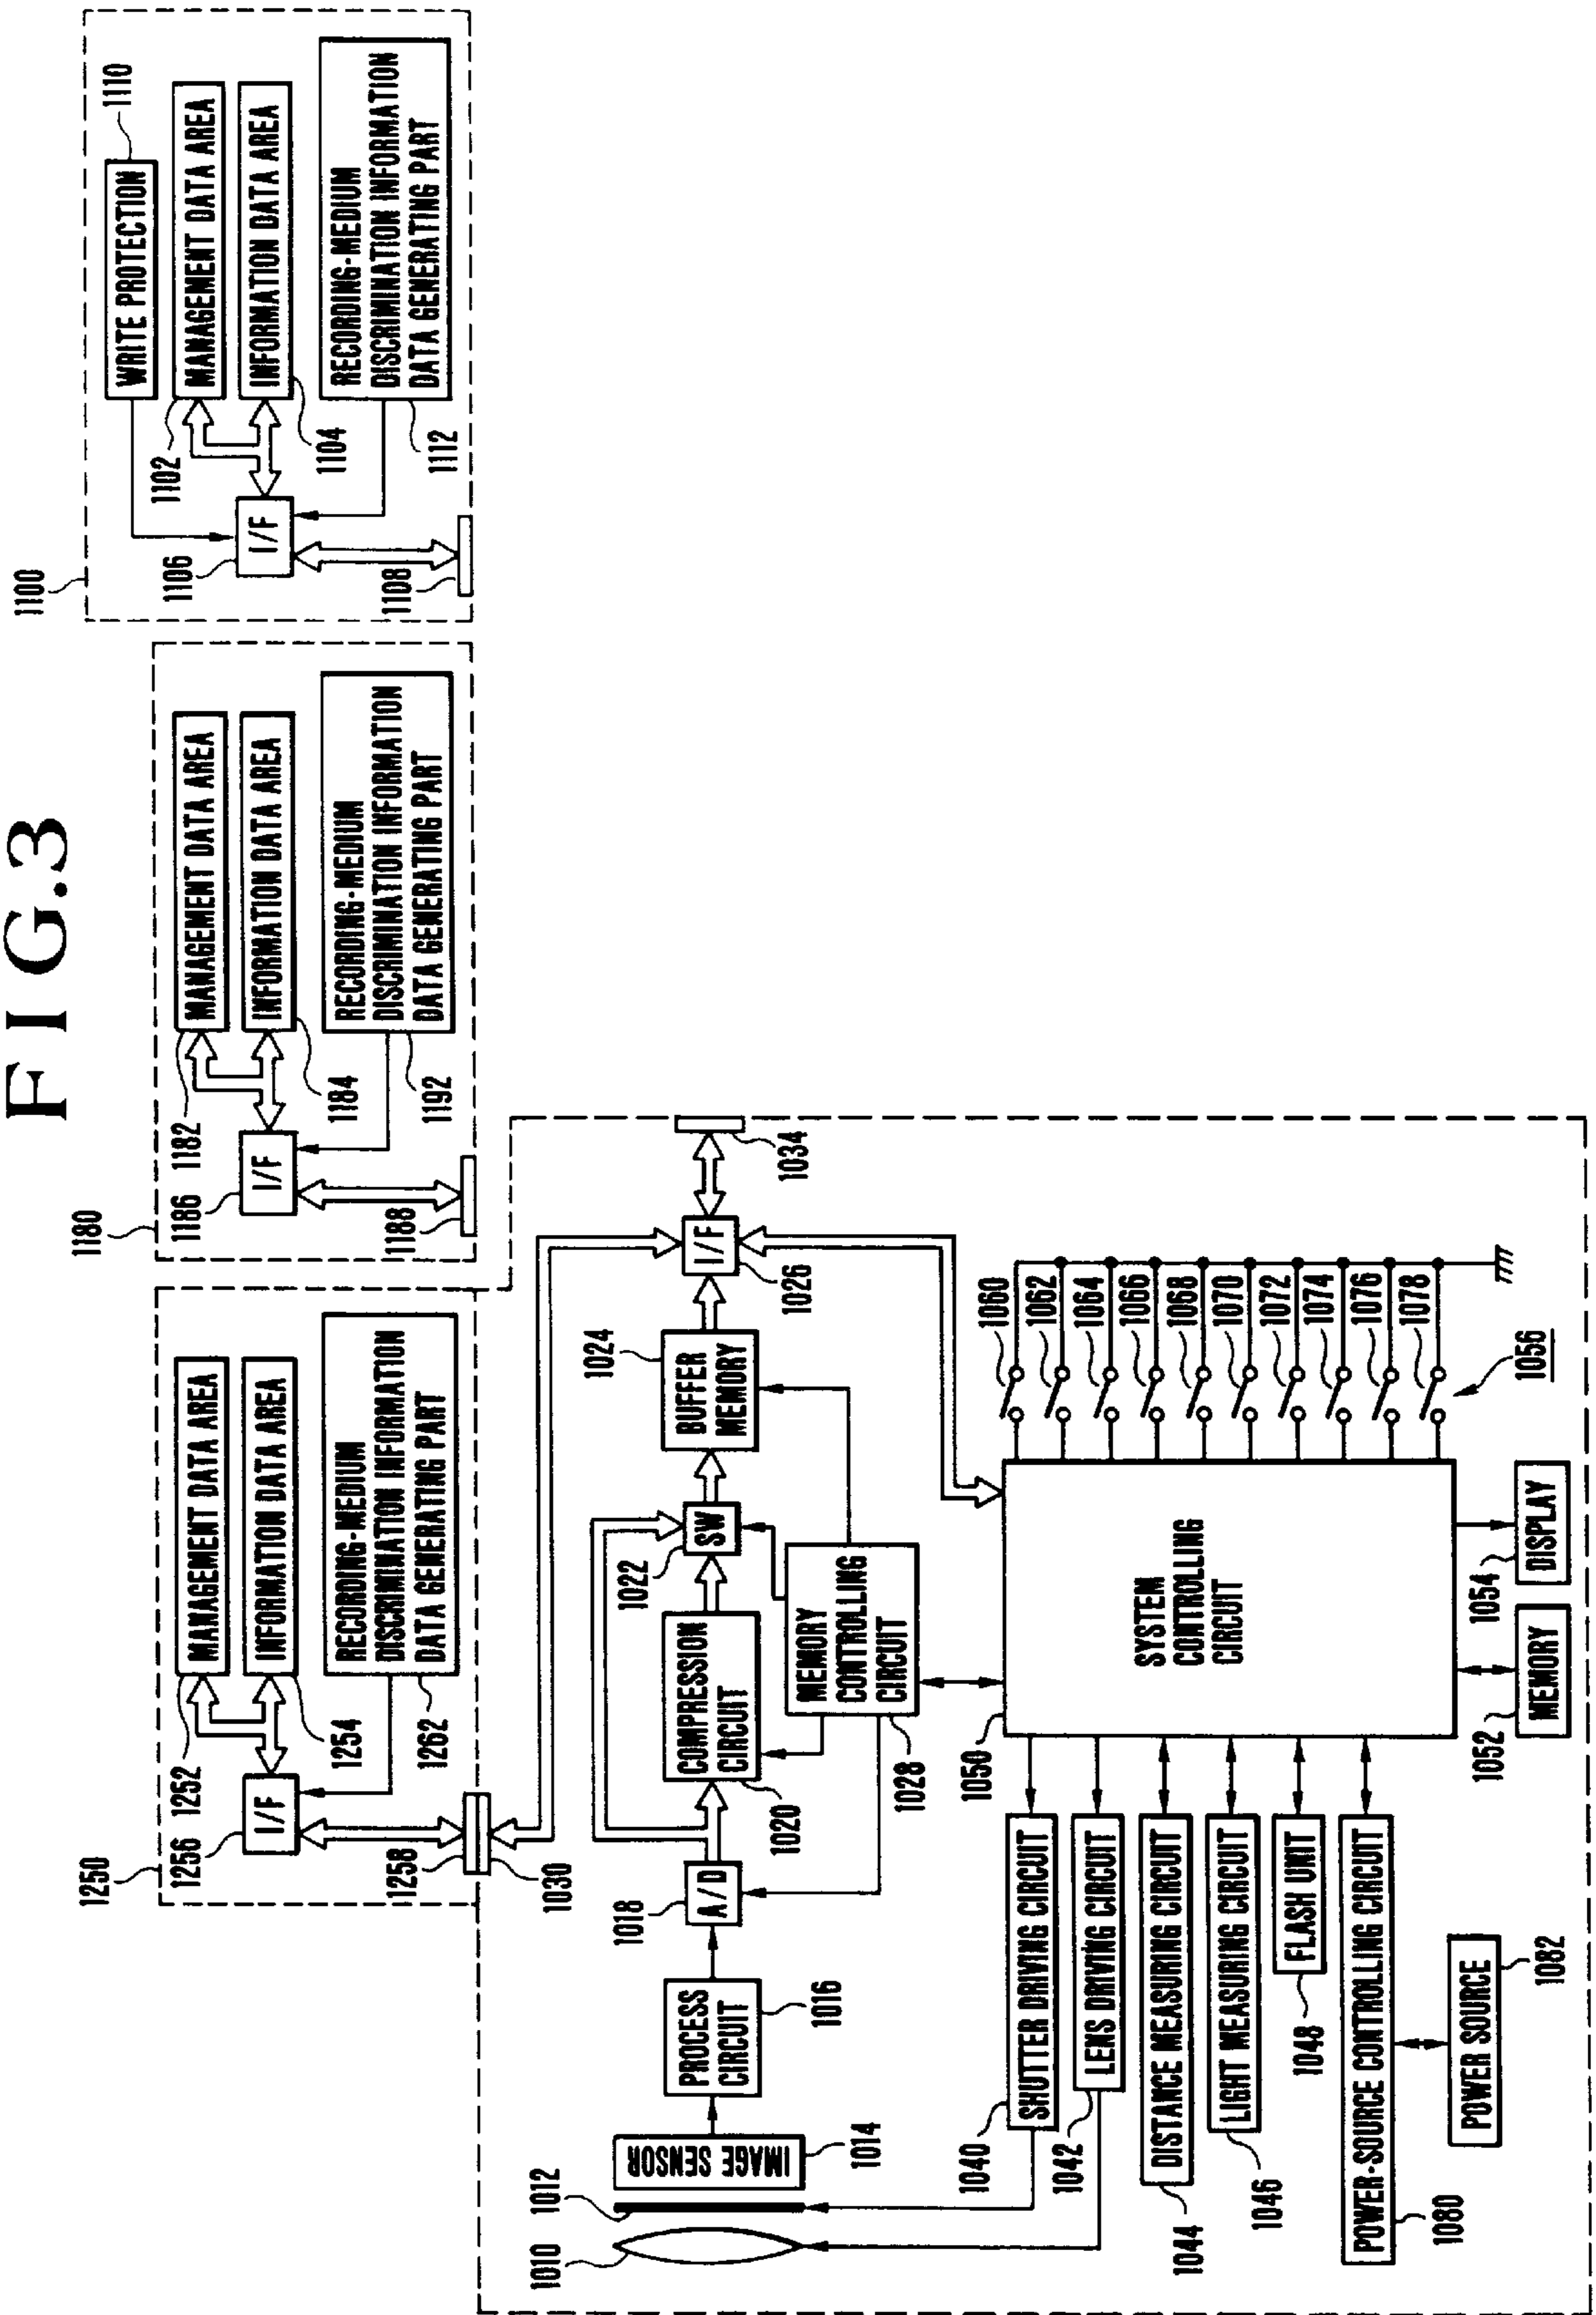 FIG.3
1250
1256
I/F
1252
MANAGEMENT DATA AREA
INFORMATION DATA AREA
1254
RECORDING-MEDIUM
DISCRIMINATION INFORMATION
DATA GENERATING PART
1262
1258
1030
1180
1186
I/F
1182
MANAGEMENT DATA AREA
INFORMATION DATA AREA
1184
RECORDING-MEDIUM
DISCRIMINATION INFORMATION
DATA GENERATING PART
1192
1188
1100
1106
I/F
1102
WRITE PROTECTION
1110
MANAGEMENT DATA AREA
INFORMATION DATA AREA
1104
RECORDING-MEDIUM
DISCRIMINATION INFORMATION
DATA GENERATING PART
1112
1108
1010
1012
IMAGE SENSOR
1014
PROCESS
CIRCUIT
1016
1018
A/D
COMPRESSION
CIRCUIT
1020
1022
SW
1024
BUFFER
MEMORY
I/F
1026
1034
MEMORY
CONTROLLING
CIRCUIT
1028
1040
SHUTTER DRIVING CIRCUIT
1042
LENS DRIVING CIRCUIT
DISTANCE MEASURING CIRCUIT
1044
LIGHT MEASURING CIRCUIT
1046
FLASH UNIT
1048
POWER-SOURCE CONTROLLING CIRCUIT
1080
POWER SOURCE
1082
1050
SYSTEM
CONTROLLING
CIRCUIT
1052
MEMORY
1054
DISPLAY
1060
1062
1064
1066
1068
1070
1072
1074
1076
1078
1056